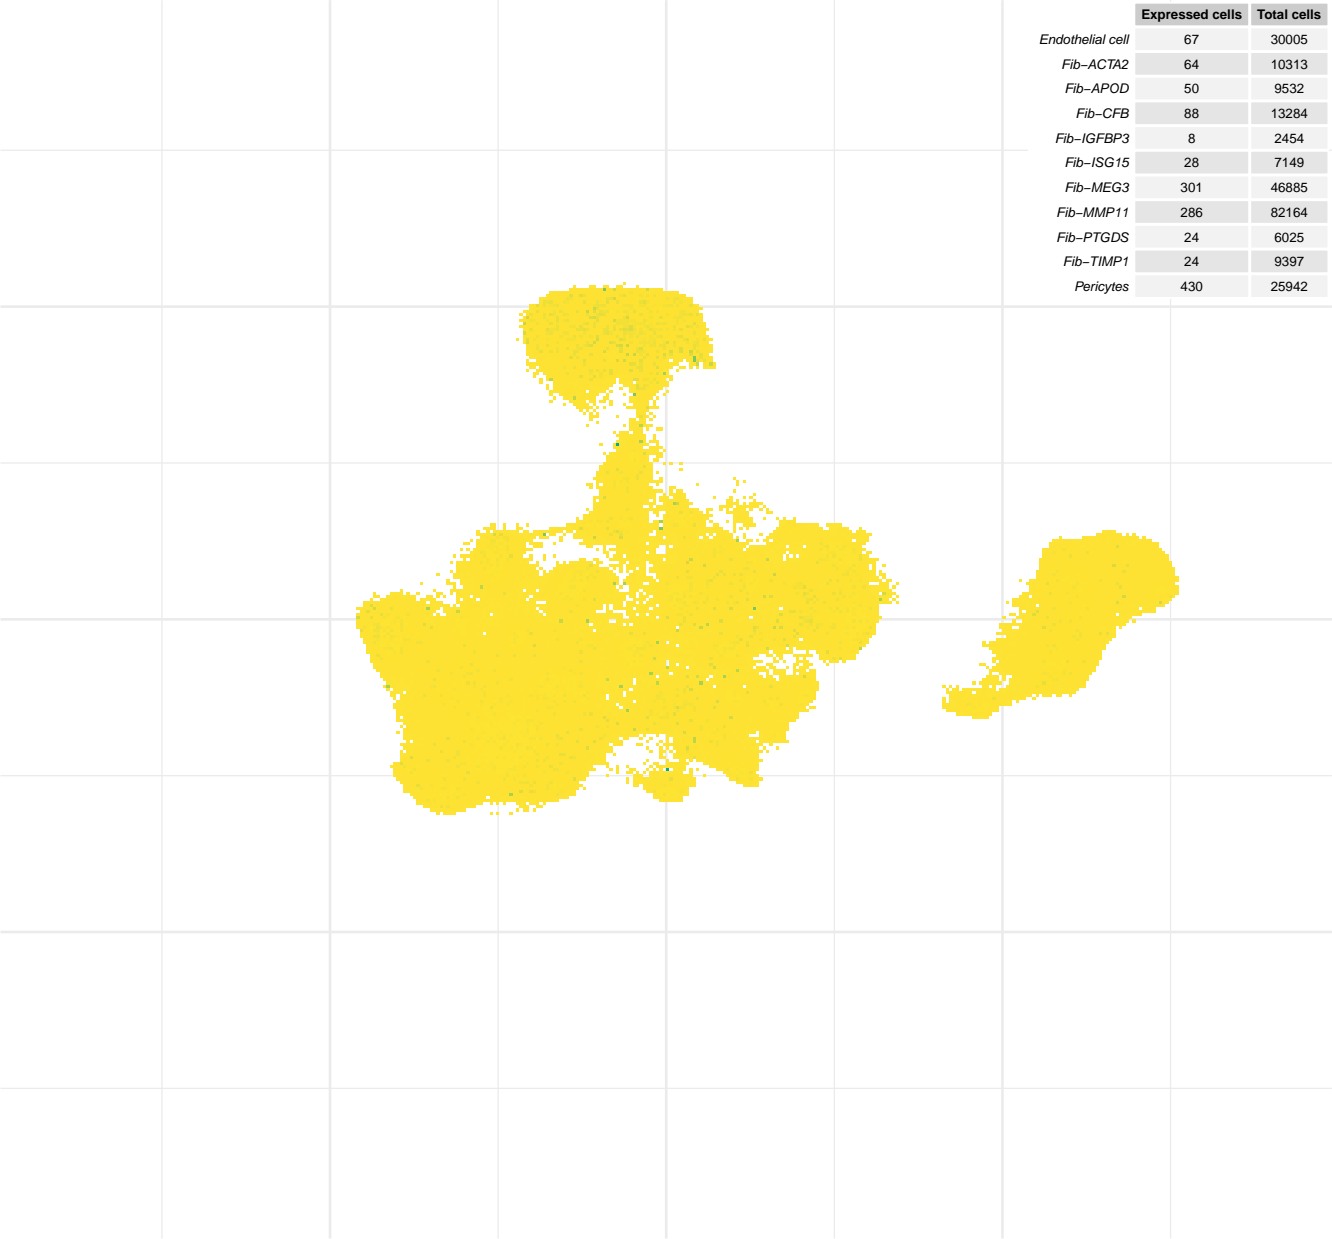 Expressed cells Total cells
Endothelial cell 67 30005
Fib−ACTA2 64 10313
Fib−APOD 50 9532
Fib−CFB 88 13284
Fib−IGFBP3 8 2454
Fib−ISG15 28 7149
Fib−MEG3 301 46885
Fib−MMP11 286 82164
Fib−PTGDS 24 6025
Fib−TIMP1 24 9397
Pericytes 430 25942